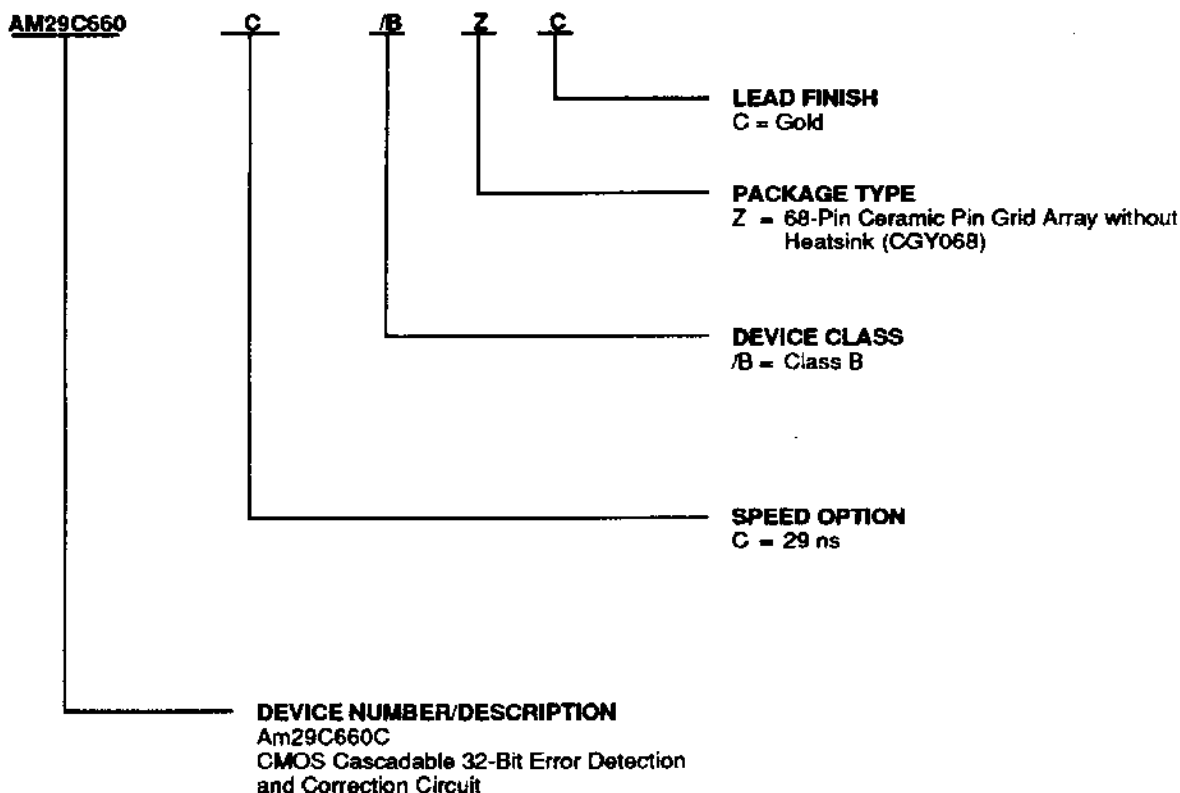 AM29C660 C /B Z C
LEAD FINISH
C = Gold
PACKAGE TYPE
Z = 68-Pin Ceramic Pin Grid Array without
Heatsink (CGY068)
DEVICE CLASS
/B = Class B
SPEED OPTION
C = 29 ns
DEVICE NUMBER/DESCRIPTION
Am29C660C
CMOS Cascadable 32-Bit Error Detection
and Correction Circuit